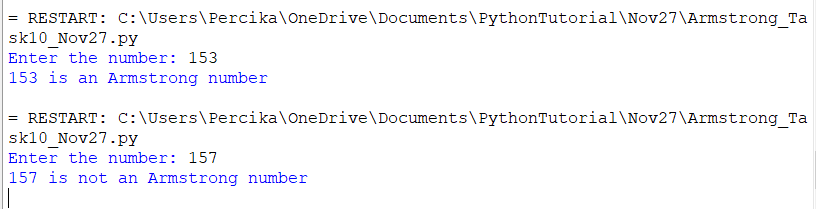 = RESTART: C:\Users\Percika\OneDrive\Documents\PythonTutorial\Nov27\Armstrong_Ta
sk10_Nov27.py
Enter the number: 153
153 is an Armstrong number
= RESTART: C:\Users\Percika\OneDrive\Documents\PythonTutorial\Nov27\Armstrong_Ta
sk10_Nov27.py
Enter the number: 157
157 is not an Armstrong number